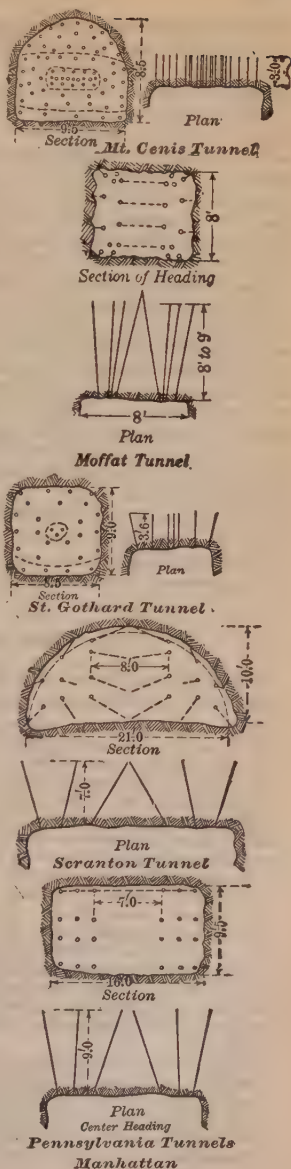 8.5
3.0
9.5
Section
Plan
Mt. Cenis Tunnel
8'
Section of Heading
8' to 9'
8'
Plan
Moffat Tunnel
9.0
3.6
8.5
Section
Plan
St. Gothard Tunnel
8.0
10.0
21.0
Section
7.0
Plan
Scranton Tunnel
7.0
9.5
16.0
Section
9.0
Plan
Center Heading
Pennsylvania Tunnels
Manhattan